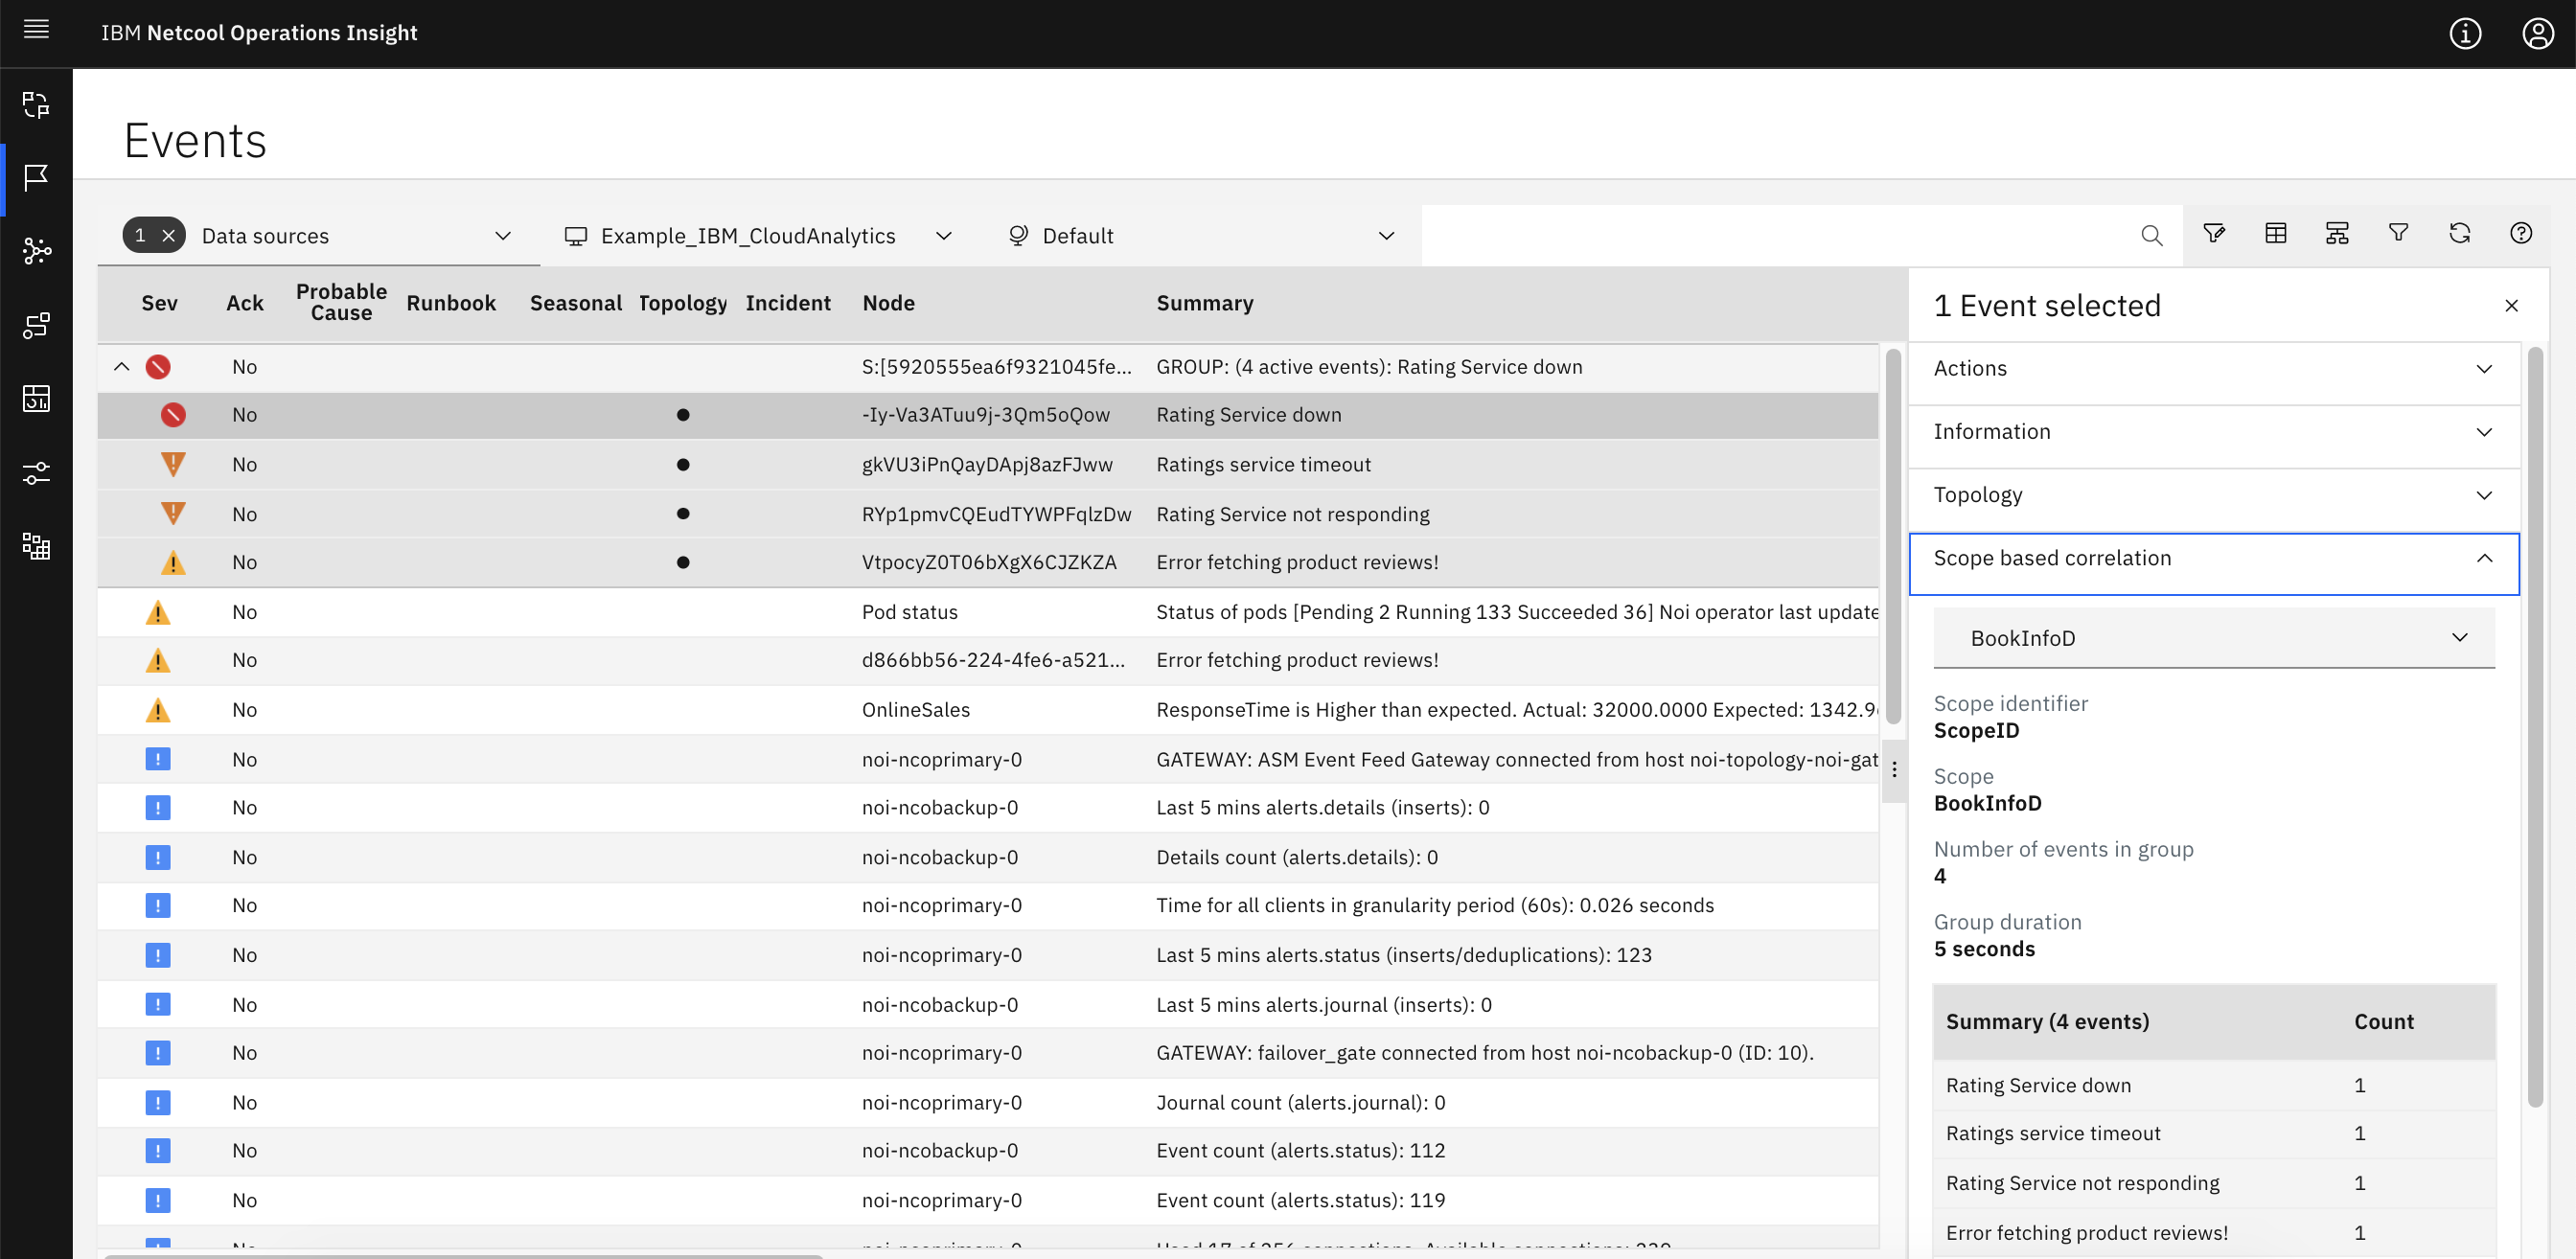 IBM Netcool Operations Insight
Events
1 Data sources Example_IBM_CloudAnalytics Default
Sev Ack Probable Cause Runbook Seasonal Topology Incident Node Summary
No S:[5920555ea6f9321045fe... GROUP: (4 active events): Rating Service down
No -Iy-Va3ATuu9j-3Qm5oQow Rating Service down
No gkVU3iPnQayDApj8azFJww Ratings service timeout
No RYp1pmvCQEudTYWPFqlzDw Rating Service not responding
No VtpocyZ0T06bXgX6CJZKZA Error fetching product reviews!
No Pod status Status of pods [Pending 2 Running 133 Succeeded 36] Noi operator last update
No d866bb56-224-4fe6-a521... Error fetching product reviews!
No OnlineSales ResponseTime is Higher than expected. Actual: 32000.0000 Expected: 1342.9
No noi-ncoprimary-0 GATEWAY: ASM Event Feed Gateway connected from host noi-topology-noi-gat
No noi-ncobackup-0 Last 5 mins alerts.details (inserts): 0
No noi-ncobackup-0 Details count (alerts.details): 0
No noi-ncoprimary-0 Time for all clients in granularity period (60s): 0.026 seconds
No noi-ncoprimary-0 Last 5 mins alerts.status (inserts/deduplications): 123
No noi-ncobackup-0 Last 5 mins alerts.journal (inserts): 0
No noi-ncoprimary-0 GATEWAY: failover_gate connected from host noi-ncobackup-0 (ID: 10).
No noi-ncoprimary-0 Journal count (alerts.journal): 0
No noi-ncobackup-0 Event count (alerts.status): 112
No noi-ncoprimary-0 Event count (alerts.status): 119
1 Event selected
Actions
Information
Topology
Scope based correlation
BookInfoD
Scope identifier
ScopeID
Scope
BookInfoD
Number of events in group
4
Group duration
5 seconds
Summary (4 events) Count
Rating Service down 1
Ratings service timeout 1
Rating Service not responding 1
Error fetching product reviews! 1